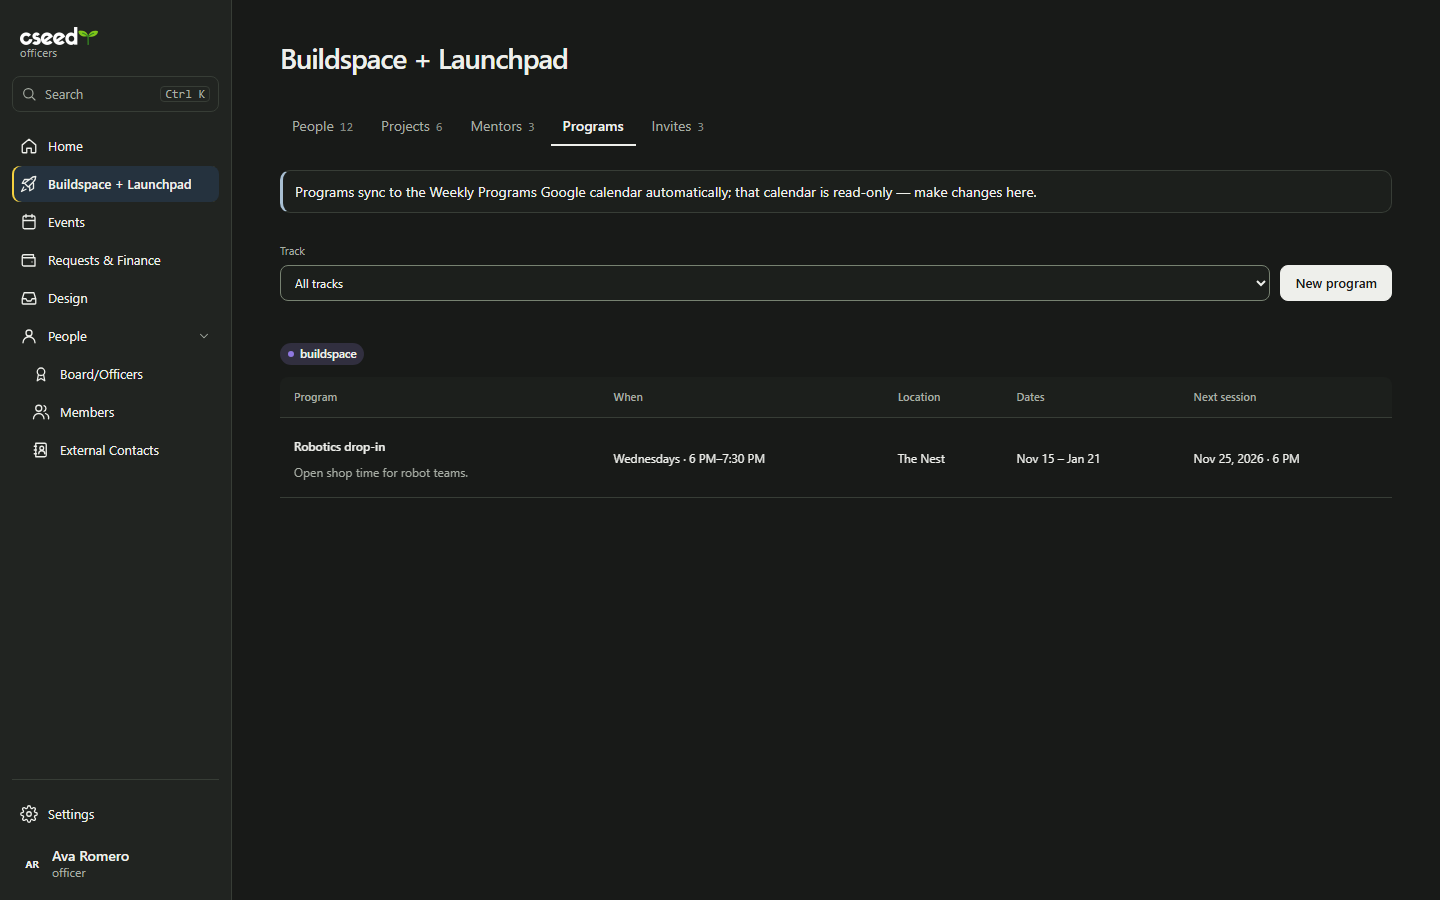 cseed
officers
Search Ctrl K
Home
Buildspace + Launchpad
Events
Requests & Finance
Design
People
Board/Officers
Members
External Contacts
Settings
AR
Ava Romero
officer
Buildspace + Launchpad
People 12 Projects 6 Mentors 3 Programs Invites 3
Programs sync to the Weekly Programs Google calendar automatically; that calendar is read-only — make changes here.
Track
All tracks
New program
buildspace
Program When Location Dates Next session
Robotics drop-in
Open shop time for robot teams.
Wednesdays · 6 PM–7:30 PM The Nest Nov 15 – Jan 21 Nov 25, 2026 · 6 PM